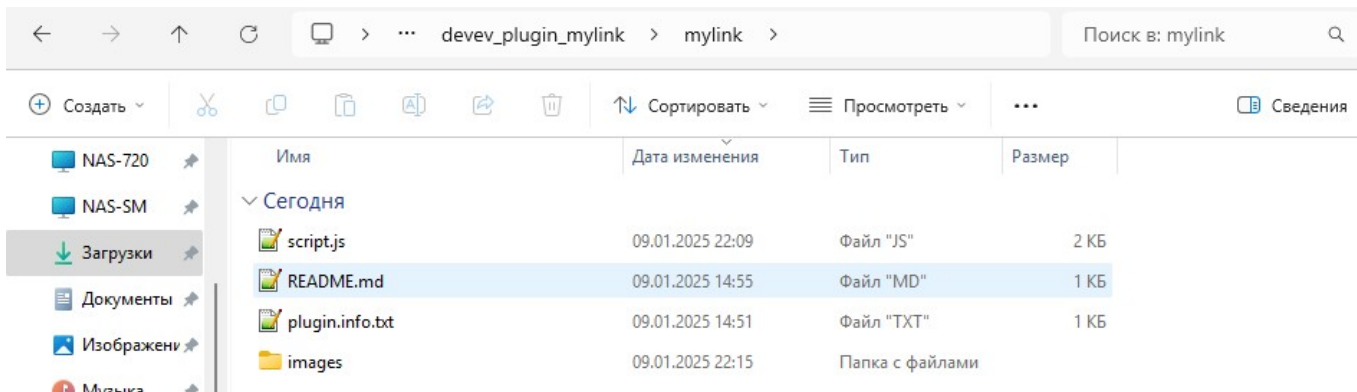 ... devev_plugin_mylink > mylink > Поиск в: mylink
Создать Сортировать Просмотреть ... Сведения
NAS-720
NAS-SM
Загрузки
Документы
Изображени
Музыка
Имя Дата изменения Тип Размер
Сегодня
script.js 09.01.2025 22:09 Файл "JS" 2 КБ
README.md 09.01.2025 14:55 Файл "MD" 1 КБ
plugin.info.txt 09.01.2025 14:51 Файл "TXT" 1 КБ
images 09.01.2025 22:15 Папка с файлами